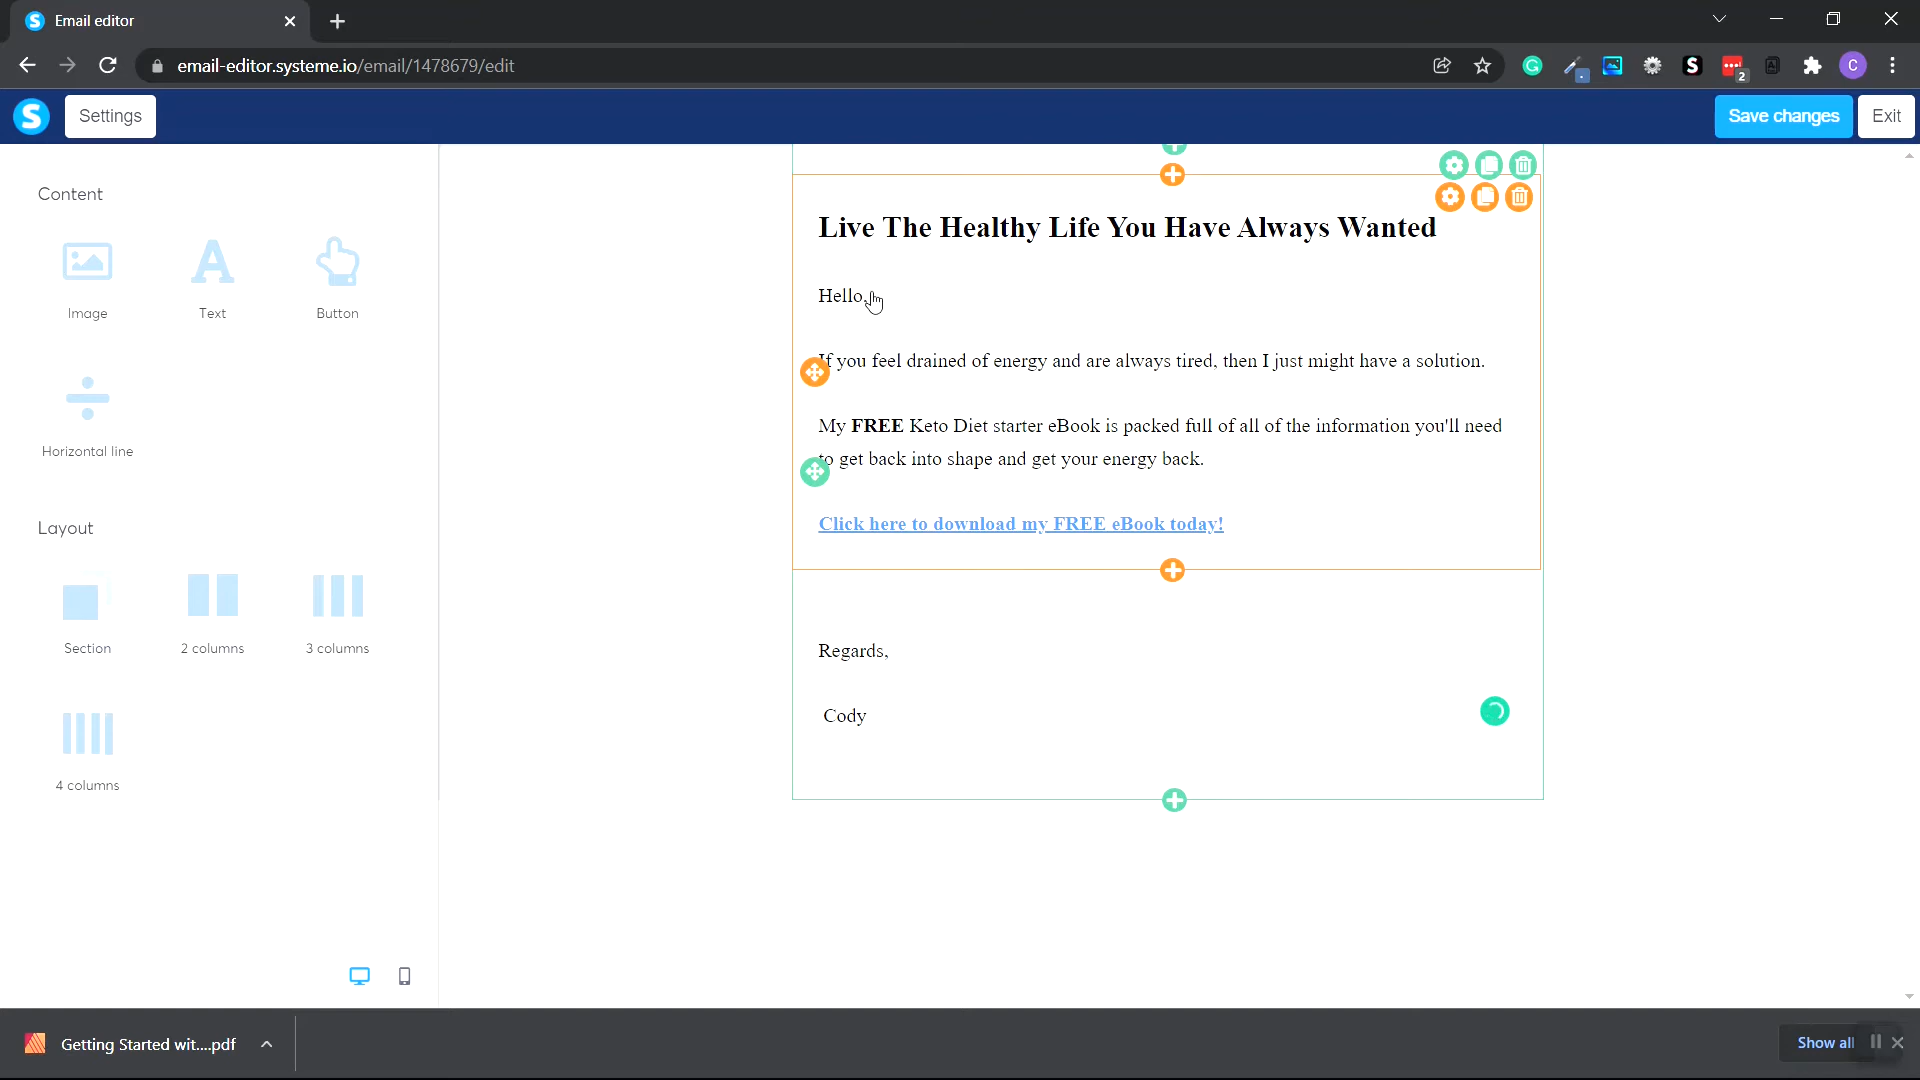 Email editor
email-editor.systeme.io/email/1478679/edit
S
C
2
S
Settings
Save changes
Exit
Content
Image
Text
Button
Horizontal line
Layout
Section
2 columns
3 columns
4 columns
Live The Healthy Life You Have Always Wanted
Hello,
If you feel drained of energy and are always tired, then I just might have a solution.
My FREE Keto Diet starter eBook is packed full of all of the information you'll need
to get back into shape and get your energy back.
Click here to download my FREE eBook today!
Regards,
Cody
Getting Started wit....pdf
Show all